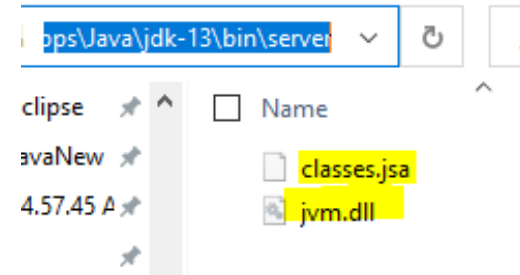 pps\Java\jdk-13\bin\server
clipse
Name
avaNew
classes.jsa
4.57.45 A
jvm.dll